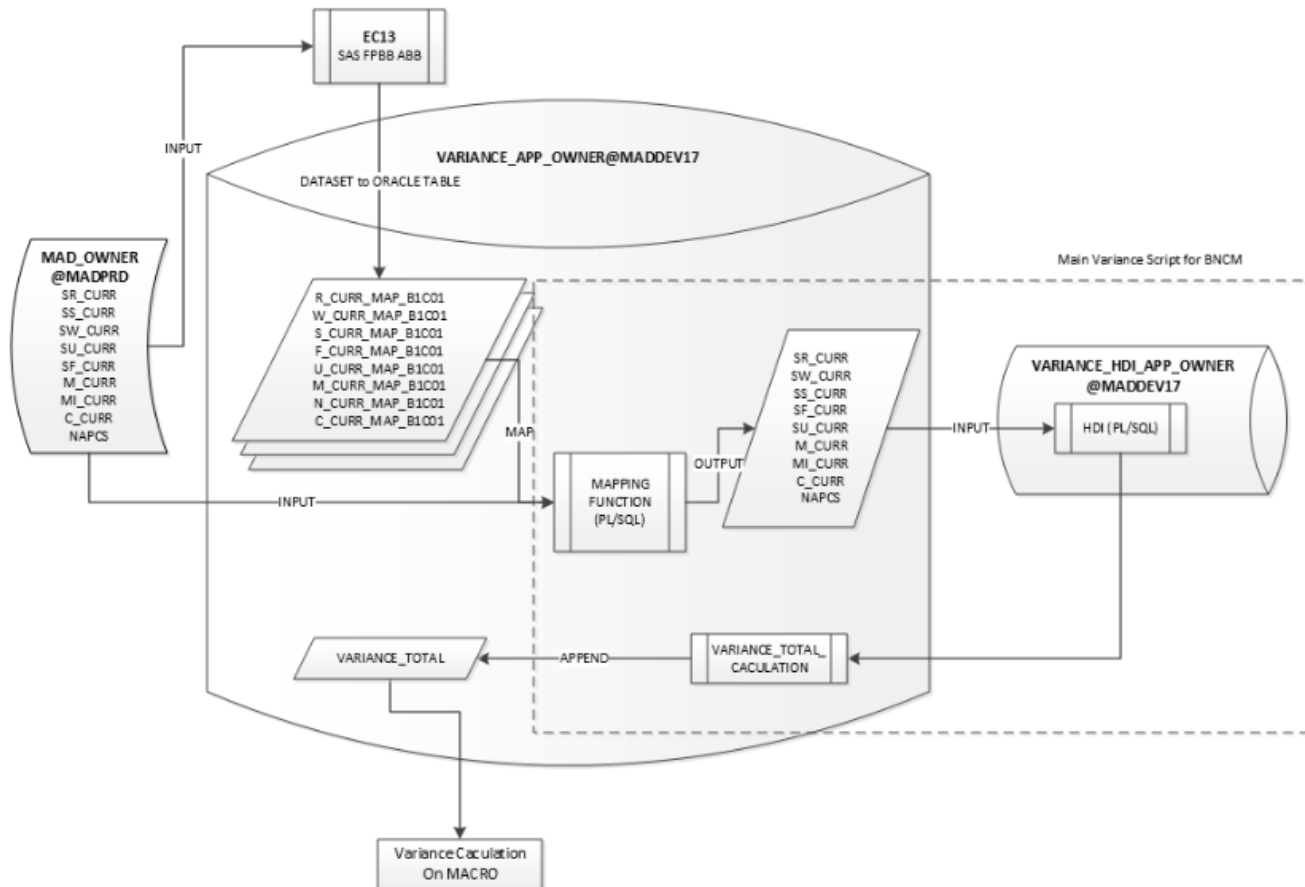 EC13
SAS FPBB ABB
INPUT
VARIANCE_APP_OWNER@MADDEV17
DATASET to ORACLE TABLE
MAD_OWNER
@MADPRD
SR_CURR
SS_CURR
SW_CURR
SU_CURR
SF_CURR
M_CURR
MI_CURR
C_CURR
NAPCS
Main Variance Script for BNCM
R_CURR_MAP_B1C01
W_CURR_MAP_B1C01
S_CURR_MAP_B1C01
F_CURR_MAP_B1C01
U_CURR_MAP_B1C01
M_CURR_MAP_B1C01
N_CURR_MAP_B1C01
C_CURR_MAP_B1C01
MAP
INPUT
MAPPING
FUNCTION
(PL/SQL)
OUTPUT
SR_CURR
SW_CURR
SS_CURR
SF_CURR
SU_CURR
M_CURR
MI_CURR
C_CURR
NAPCS
INPUT
VARIANCE_HDI_APP_OWNER
@MADDEV17
HDI (PL/SQL)
VARIANCE_TOTAL
APPEND
VARIANCE_TOTAL_
CACULATION
Variance Caculation
On MACRO